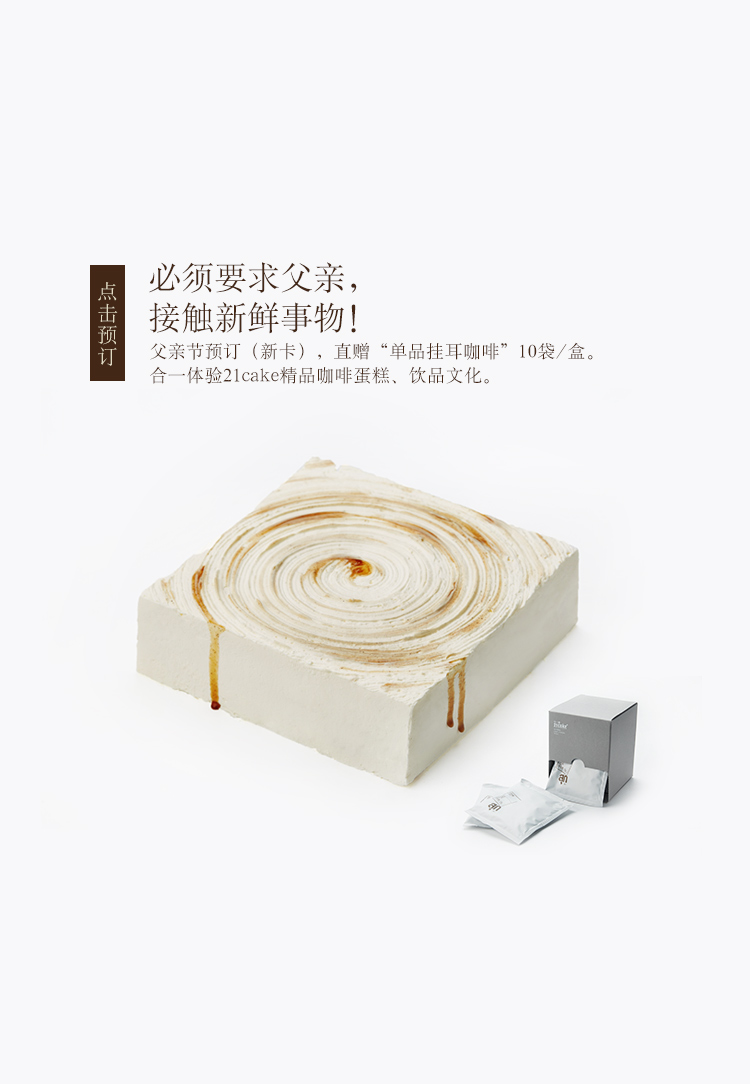 点击预订
必须要求父亲，
接触新鲜事物！
父亲节预订（新卡），直赠“单品挂耳咖啡”10袋/盒。
合一体验21cake精品咖啡蛋糕、饮品文化。